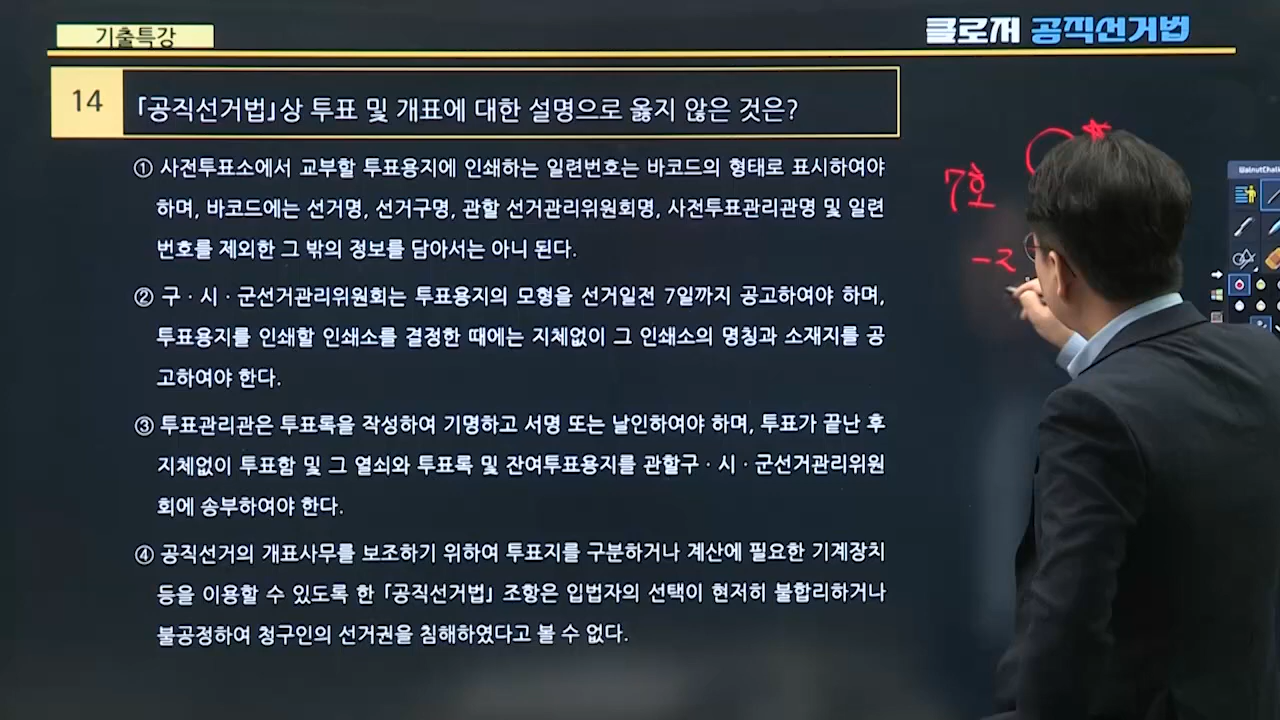 기출특강
클로저 공직선거법
14
「공직선거법」상 투표 및 개표에 대한 설명으로 옳지 않은 것은?
① 사전투표소에서 교부할 투표용지에 인쇄하는 일련번호는 바코드의 형태로 표시하여야
하며, 바코드에는 선거명, 선거구명, 관할 선거관리위원회명, 사전투표관리관명 및 일련
번호를 제외한 그 밖의 정보를 담아서는 아니 된다.
② 구·시·군선거관리위원회는 투표용지의 모형을 선거일전 7일까지 공고하여야 하며,
투표용지를 인쇄할 인쇄소를 결정한 때에는 지체없이 그 인쇄소의 명칭과 소재지를 공
고하여야 한다.
③ 투표관리관은 투표록을 작성하여 기명하고 서명 또는 날인하여야 하며, 투표가 끝난 후
지체없이 투표함 및 그 열쇠와 투표록 및 잔여투표용지를 관할구·시·군선거관리위원
회에 송부하여야 한다.
④ 공직선거의 개표사무를 보조하기 위하여 투표지를 구분하거나 계산에 필요한 기계장치
등을 이용할 수 있도록 한 「공직선거법」 조항은 입법자의 선택이 현저히 불합리하거나
불공정하여 청구인의 선거권을 침해하였다고 볼 수 없다.
7호